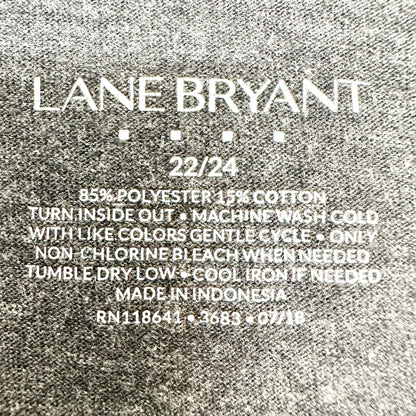 LANE BRYANT
22/24
85% POLYESTER 15% COTTON
TURN INSIDE OUT • MACHINE WASH COLD
WITH LIKE COLORS GENTLE CYCLE • ONLY
NON-CHLORINE BLEACH WHEN NEEDED
TUMBLE DRY LOW • COOL IRON IF NEEDED
MADE IN INDONESIA
RN118641 • 3683 • 07/18